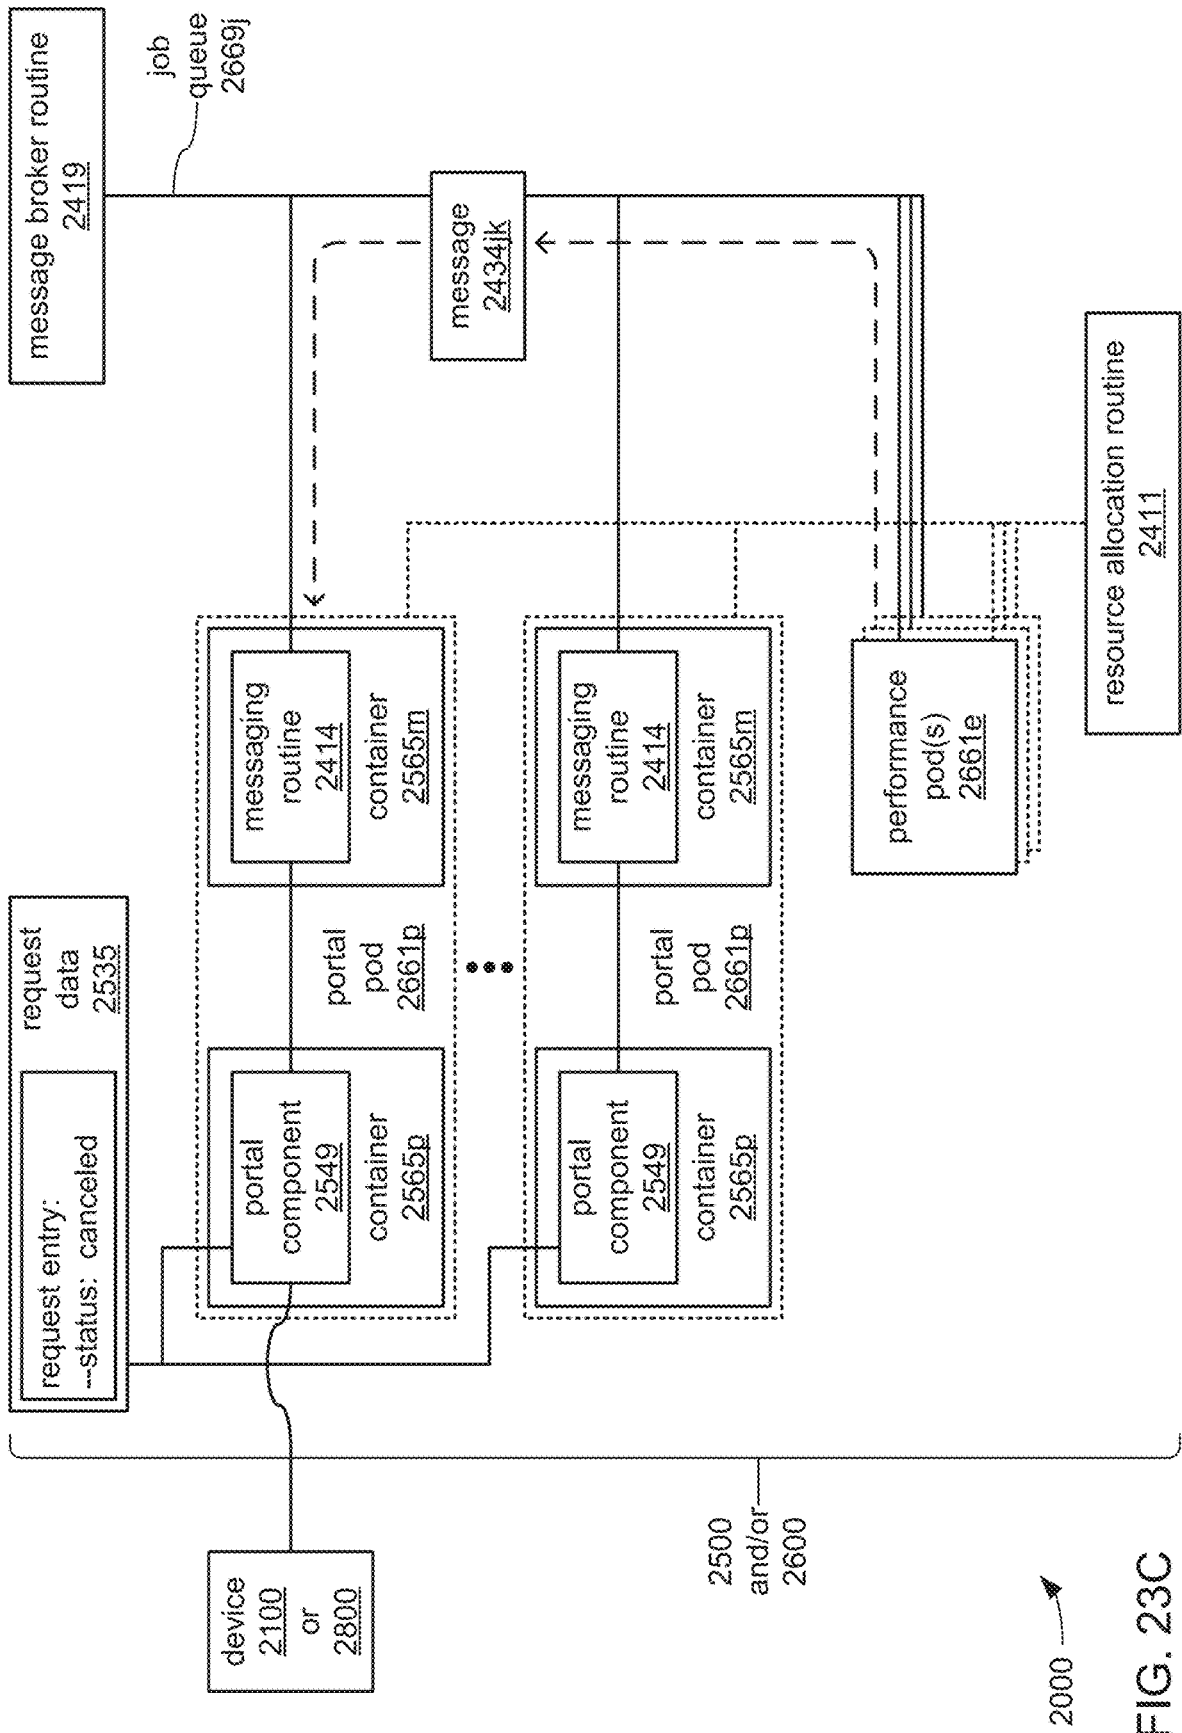 message broker routine
2419
job
queue
2669j
message
2434jk
request
data
2535
request entry:
--status: canceled
messaging
routine
2414
container
2565m
portal
pod
2661p
portal
component
2549
container
2565p
messaging
routine
2414
container
2565m
portal
pod
2661p
portal
component
2549
container
2565p
performance
pod(s)
2661e
resource allocation routine
2411
device
2100
or
2800
2500
and/or
2600
2000
FIG. 23C